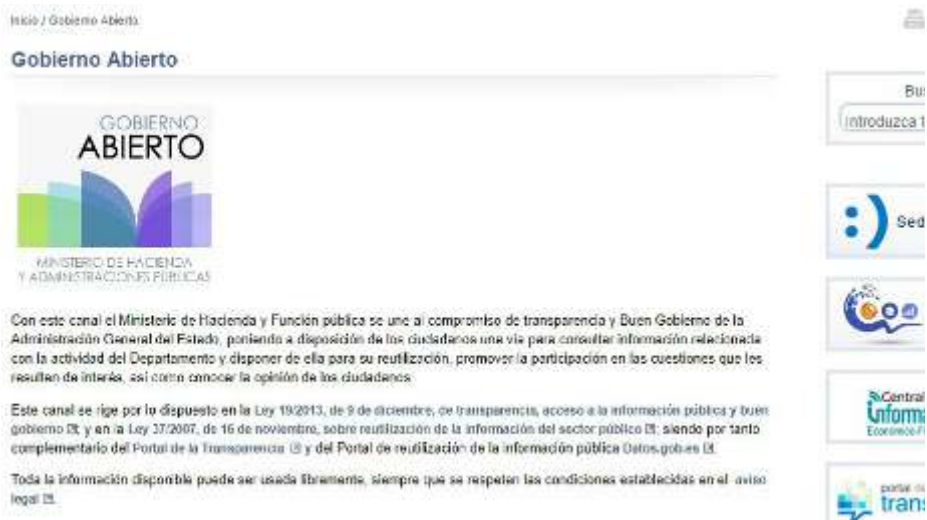 Inicio / Gobierno Abierto
Gobierno Abierto
GOBIERNO
ABIERTO
MINISTERIO DE HACIENDA
Y ADMINISTRACIONES PÚBLICAS
Con este canal el Ministerio de Hacienda y Función pública se une al compromiso de transparencia y Buen Gobierno de la
Administración General del Estado, poniendo a disposición de los ciudadanos una vía para consultar información relacionada
con la actividad del Departamento y disponer de ella para su reutilización, promover la participación en las cuestiones que les
resulten de interés, así como conocer la opinión de los ciudadanos
Este canal se rige por lo dispuesto en la Ley 19/2013, de 9 de diciembre, de transparencia, acceso a la información pública y buen
gobierno y en la Ley 37/2007, de 16 de noviembre, sobre reutilización de la información del sector público siendo por tanto
complementario del Portal de la Transparencia y del Portal de reutilización de la información pública Datos.gob.es
Toda la información disponible puede ser usada libremente, siempre que se respeten las condiciones establecidas en el aviso
legal
Bus
Introduzca t
:) Sed
Central
Informa
Económico-F
portal
trans